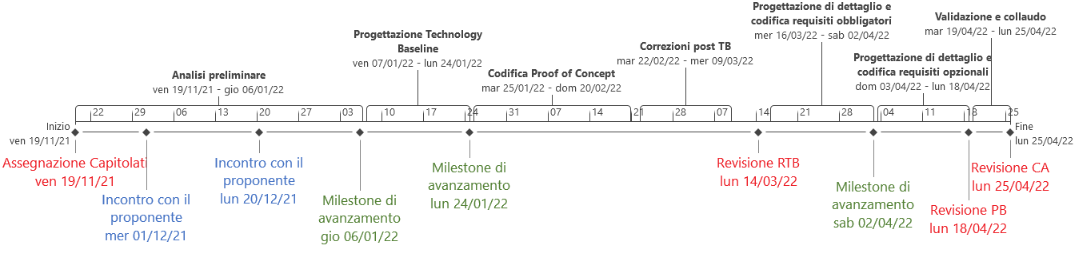 Analisi preliminare
ven 19/11/21 - gio 06/01/22
Progettazione Technology
Baseline
ven 07/01/22 - lun 24/01/22
Codifica Proof of Concept
mar 25/01/22 - dom 20/02/22
Correzioni post TB
mar 22/02/22 - mer 09/03/22
Progettazione di dettaglio e
codifica requisiti obbligatori
mer 16/03/22 - sab 02/04/22
Progettazione di dettaglio e
codifica requisiti opzionali
dom 03/04/22 - lun 18/04/22
Validazione e collaudo
mar 19/04/22 - lun 25/04/22
22 29 06 13 20 27 03 10 17 24 31 07 14 21 28 07 14 21 28 04 11 18 25
Inizio
ven 19/11/21
Fine
lun 25/04/22
Assegnazione Capitolati
ven 19/11/21
Incontro con il
proponente
mer 01/12/21
Incontro con il
proponente
lun 20/12/21
Milestone di
avanzamento
gio 06/01/22
Milestone di
avanzamento
lun 24/01/22
Revisione RTB
lun 14/03/22
Milestone di
avanzamento
sab 02/04/22
Revisione PB
lun 18/04/22
Revisione CA
lun 25/04/22